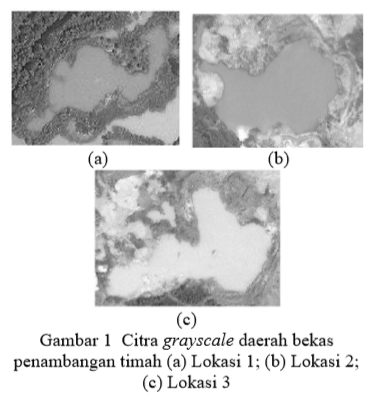 (a)
(b)
(c)
Gambar 1 Citra grayscale daerah bekas
penambangan timah (a) Lokasi 1; (b) Lokasi 2;
(c) Lokasi 3